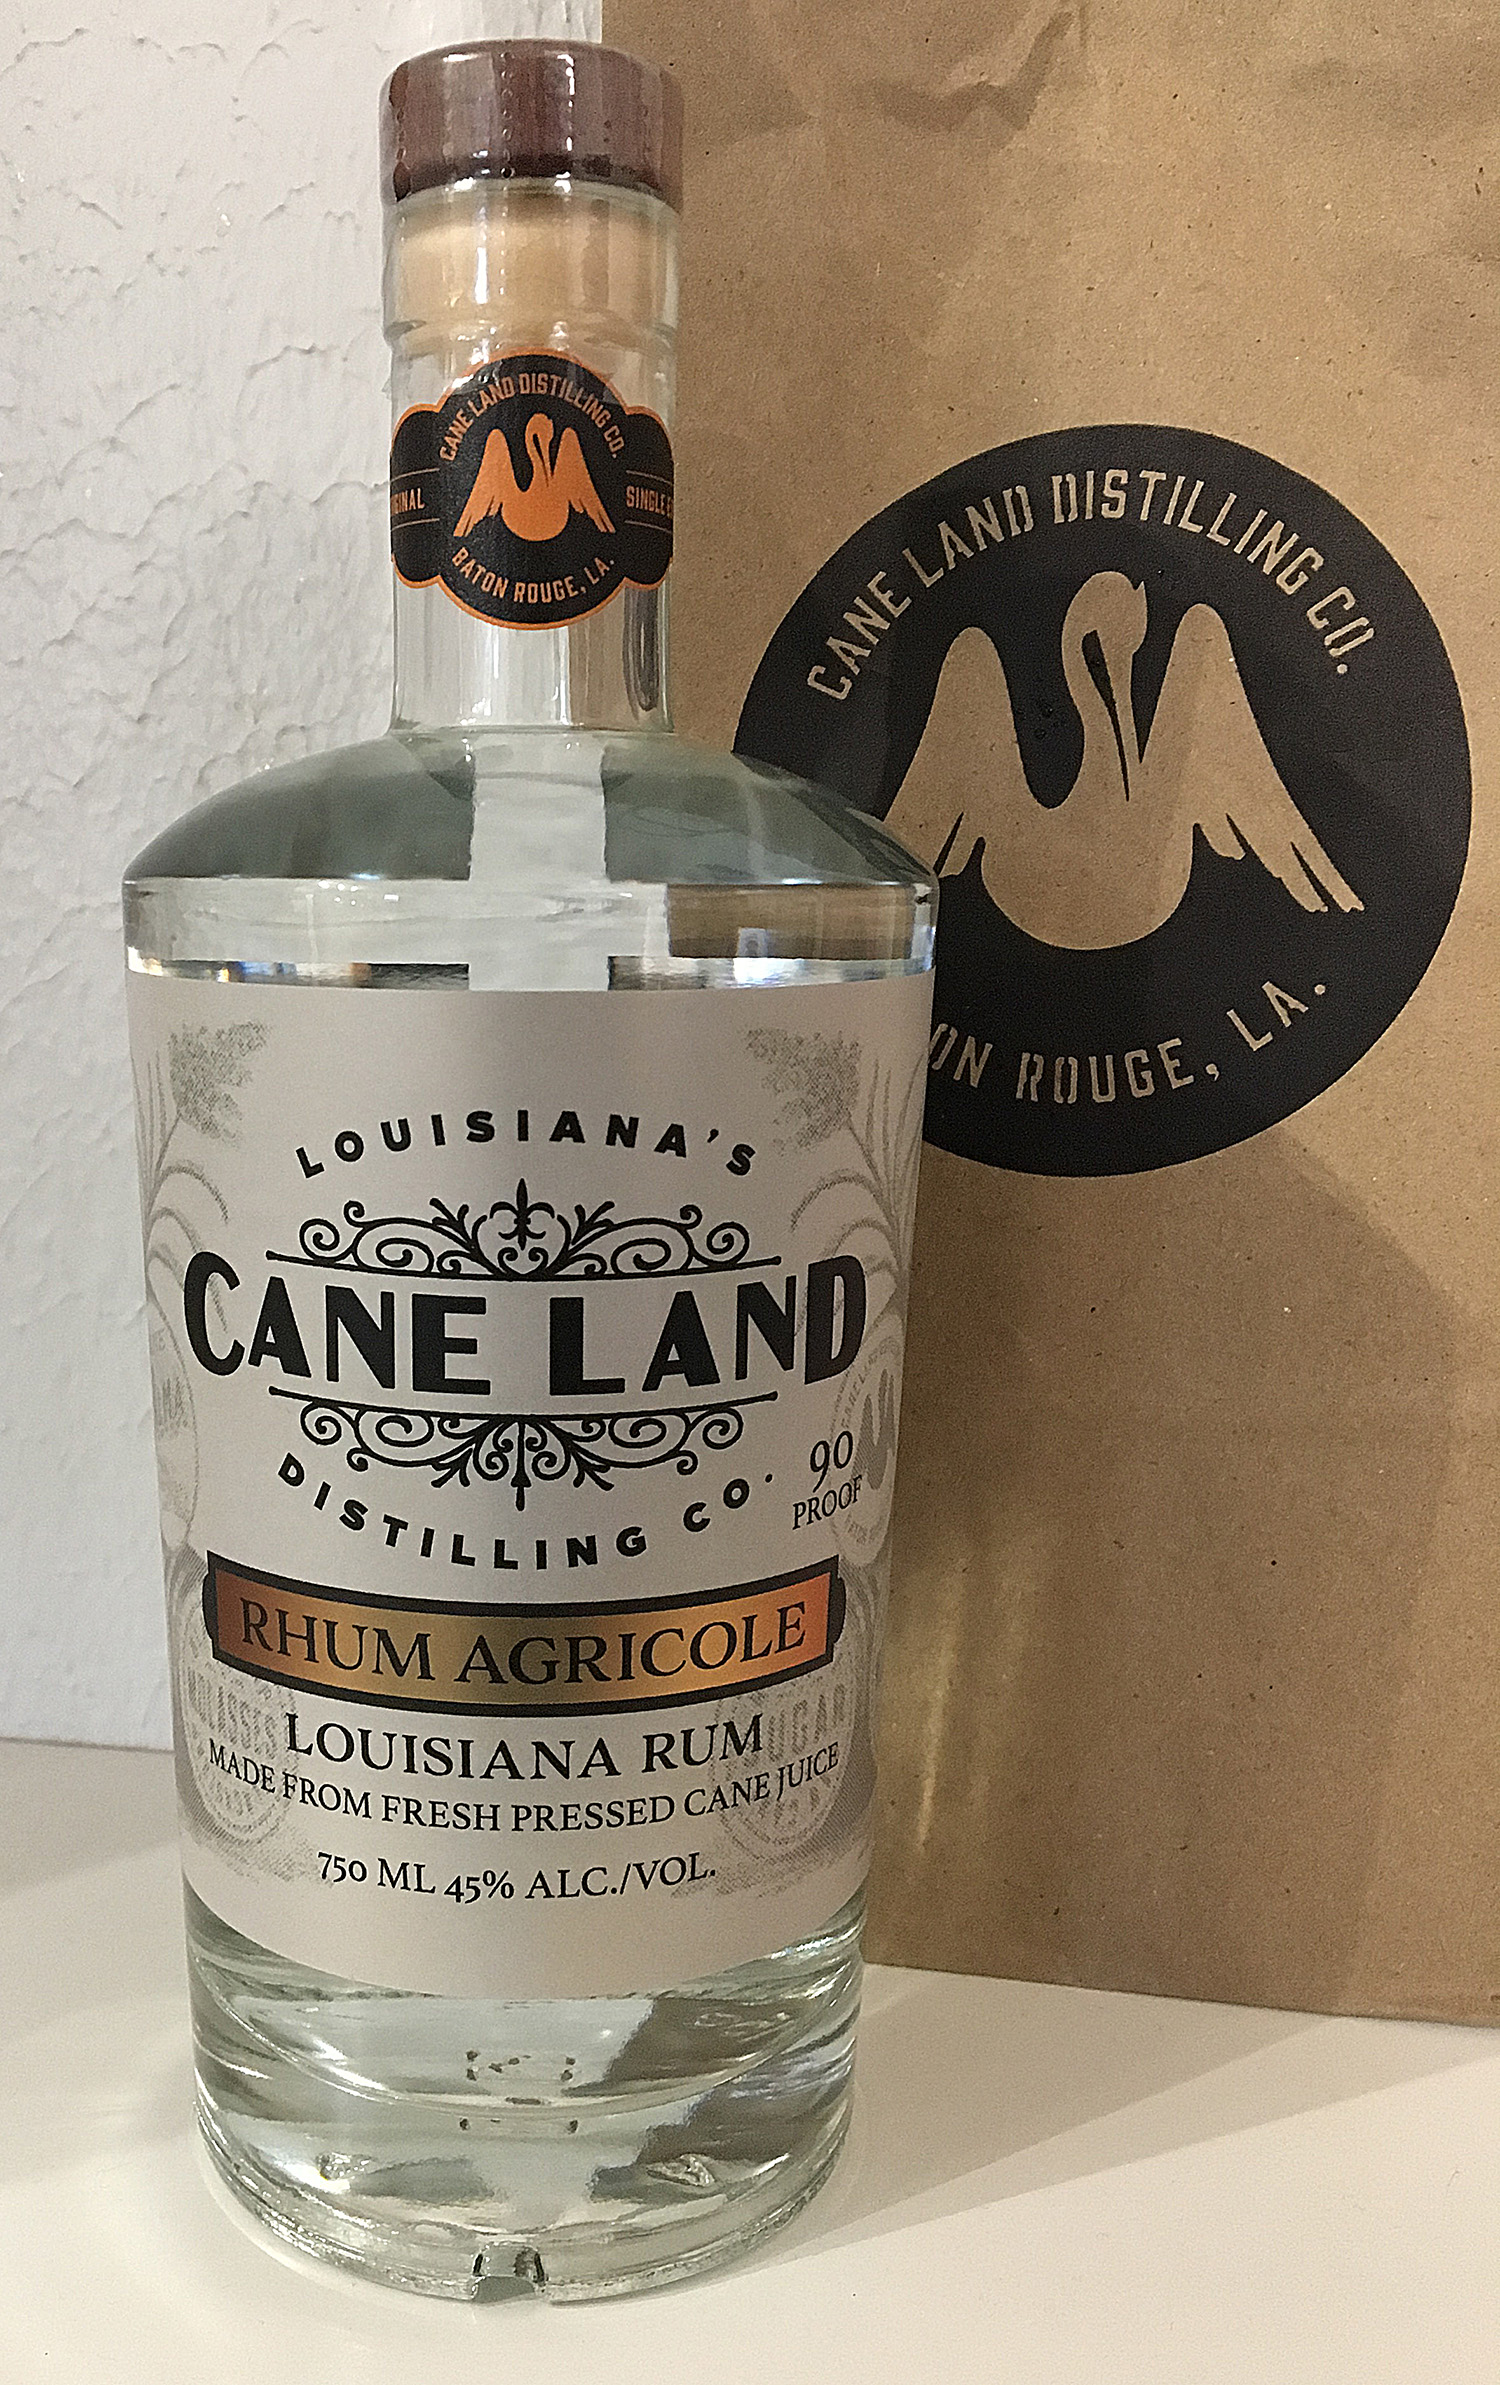 CANE LAND DISTILLING CO.
SINGLE
BATON ROUGE, LA.
CANE LAND DISTILLING CO.
ROUGE, LA.
LOUISIANA'S
CANE LAND
DISTILLING CO.
90
PROOF
RHUM AGRICOLE
LOUISIANA RUM
MADE FROM FRESH PRESSED CANE JUICE
750 ML 45% ALC./VOL.